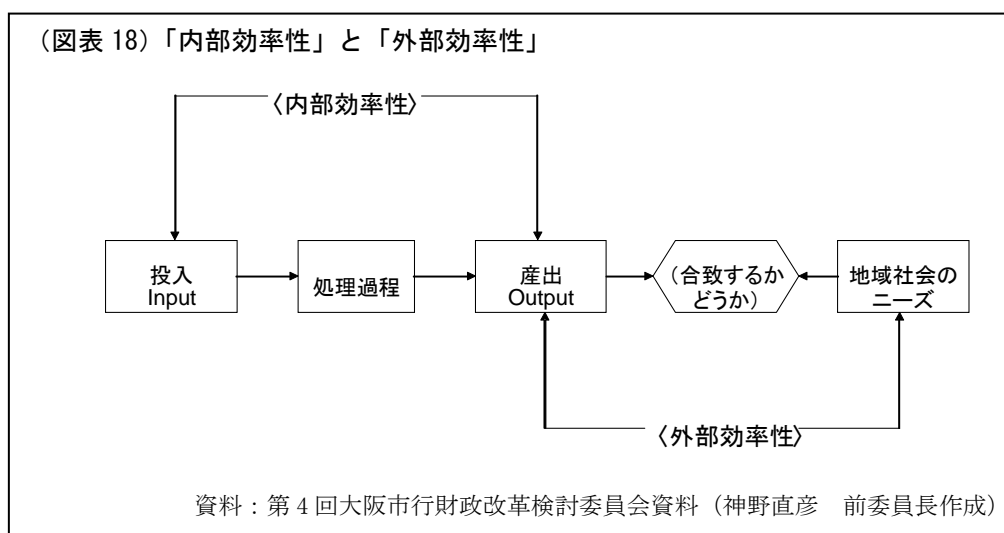 （図表 18）「内部効率性」と「外部効率性」
〈内部効率性〉
投入
Input
処理過程
産出
Output
（合致するか
どうか）
地域社会の
ニーズ
〈外部効率性〉
資料：第４回大阪市行財政改革検討委員会資料（神野直彦　前委員長作成）